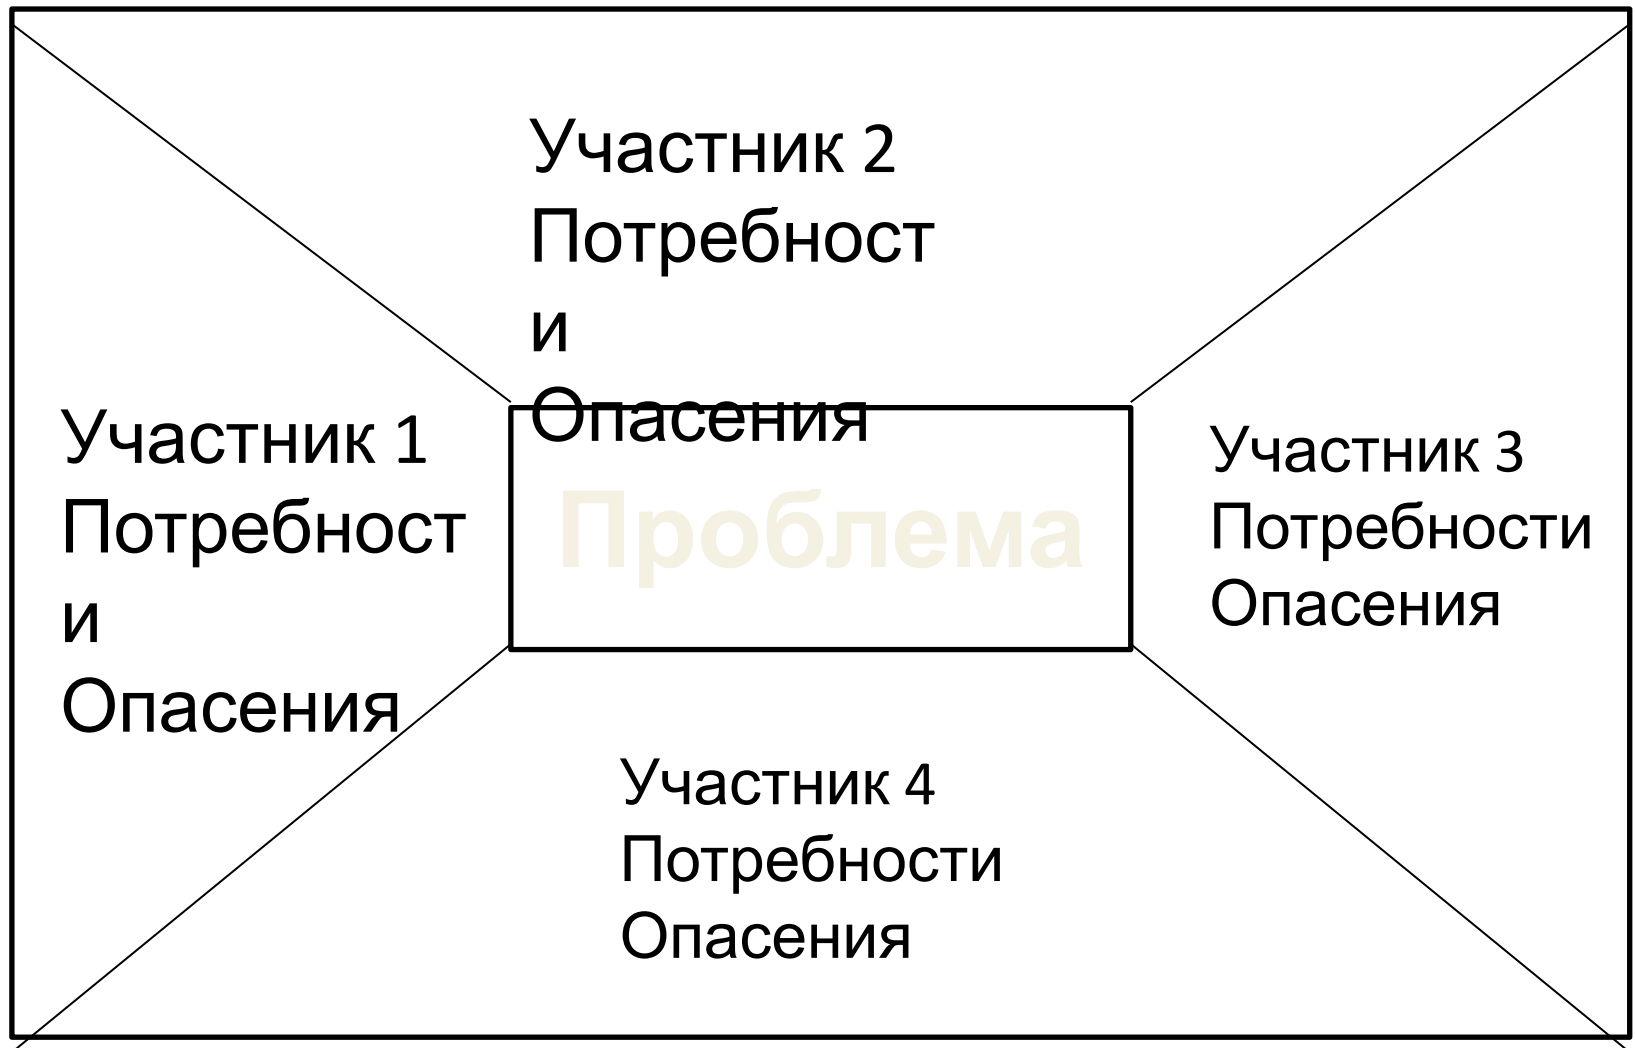 Участник 2
Потребност
и
Опасения
Участник 1
Потребност
и
Опасения
Проблема
Участник 3
Потребности
Опасения
Участник 4
Потребности
Опасения